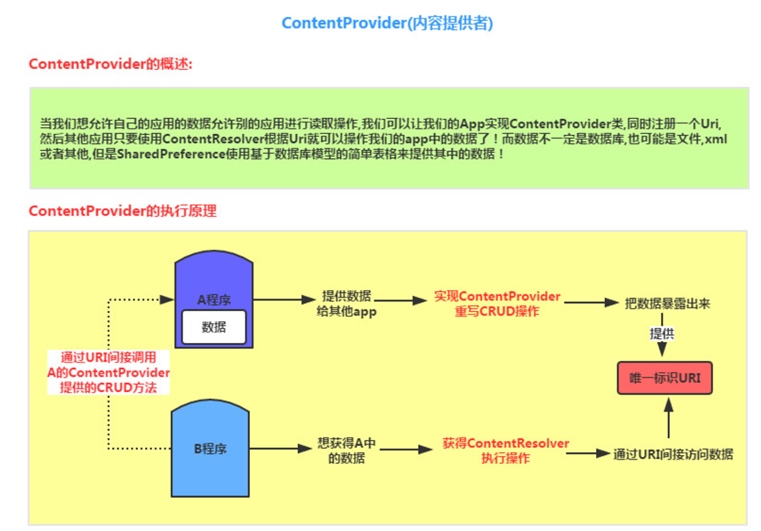 ContentProvider(内容提供者)
ContentProvider的概述:
当我们想允许自己的应用的数据允许别的应用进行读取操作,我们可以让我们的App实现ContentProvider类,同时注册一个Uri,
然后其他应用只要使用ContentResolver根据Uri就可以操作我们的app中的数据了！而数据不一定是数据库,也可能是文件,xml
或者其他,但是SharedPreference使用基于数据库模型的简单表格来提供其中的数据！
ContentProvider的执行原理
A程序
数据
提供数据
给其他app
实现ContentProvider
重写CRUD操作
把数据暴露出来
提供
唯一标识URI
通过URI间接调用
A的ContentProvider
提供的CRUD方法
B程序
想获得A中
的数据
获得ContentResolver
执行操作
通过URI间接访问数据